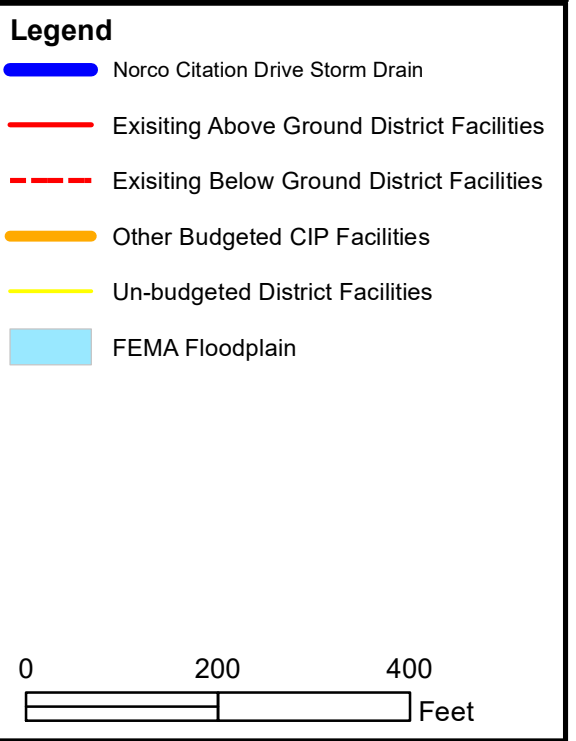 Legend
Norco Citation Drive Storm Drain
Exisiting Above Ground District Facilities
Exisiting Below Ground District Facilities
Other Budgeted CIP Facilities
Un-budgeted District Facilities
FEMA Floodplain
0 200 400
Feet